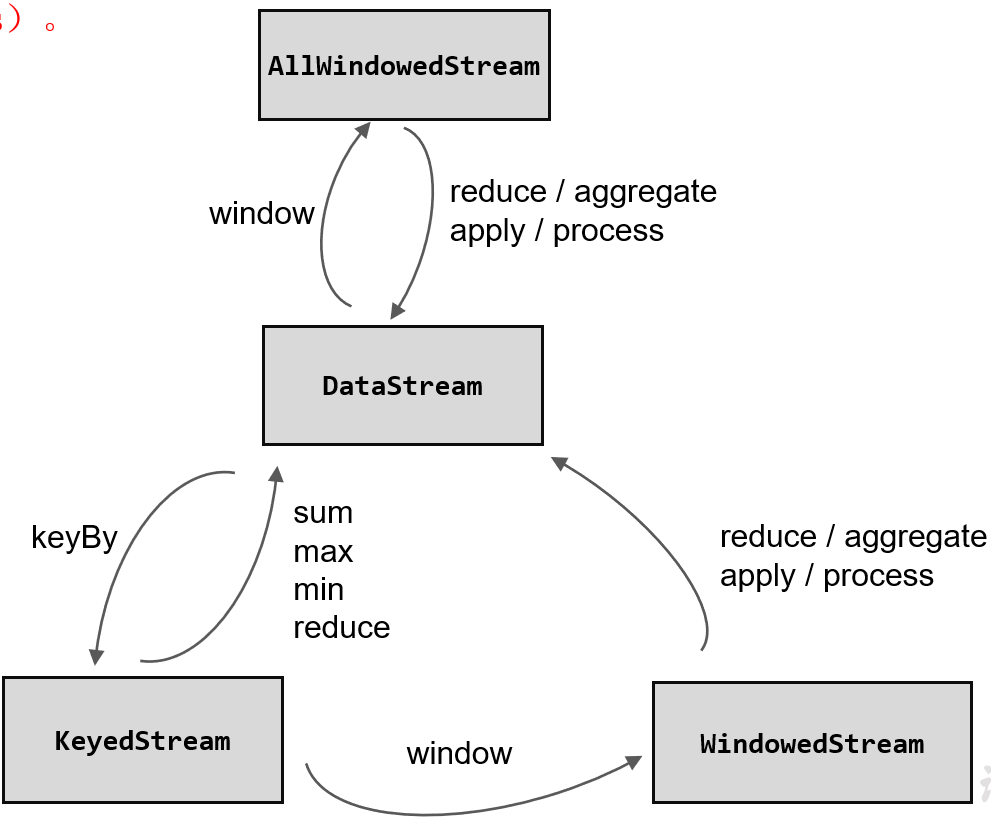 ）。
AllWindowedStream
window
reduce / aggregate
apply / process
DataStream
keyBy
sum
max
min
reduce
reduce / aggregate
apply / process
KeyedStream
window
WindowedStream